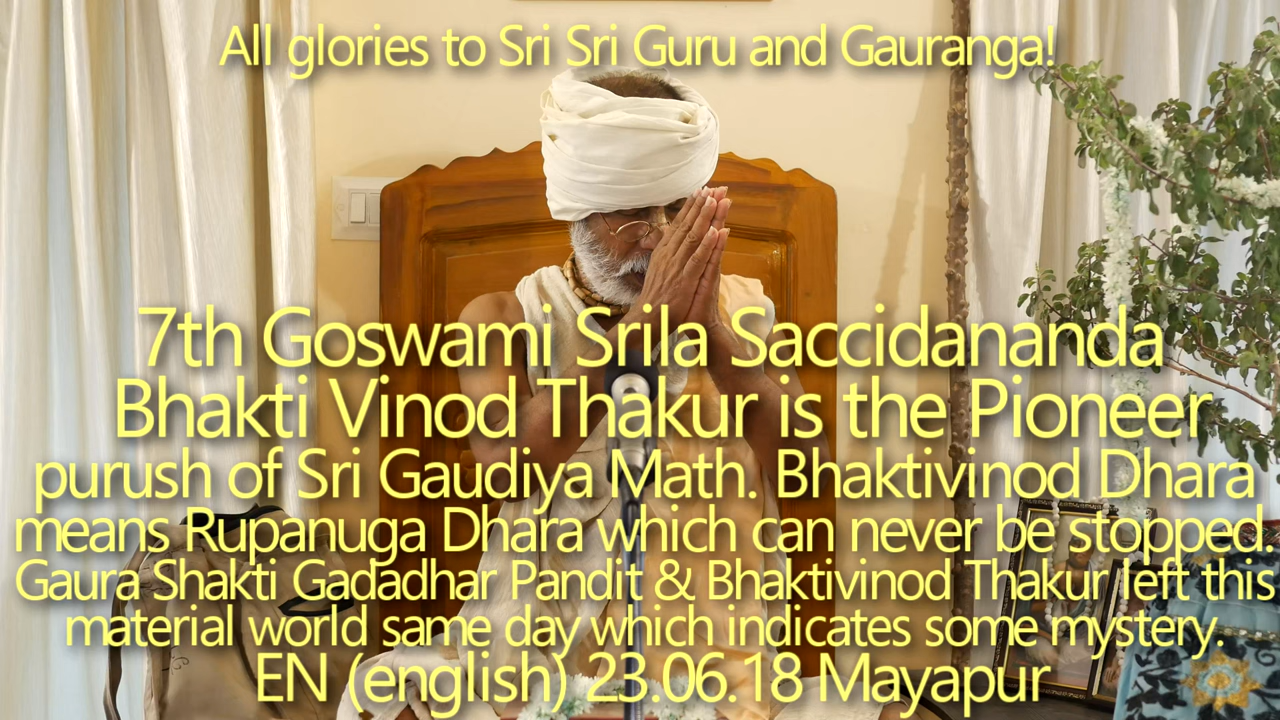 All glories to Sri Sri Guru and Gauranga!
7th Goswami Srila Saccidananda
Bhakti Vinod Thakur is the Pioneer
purush of Sri Gaudiya Math. Bhaktivinod Dhara
means Rupanuga Dhara which can never be stopped.
Gaura Shakti Gadadhar Pandit & Bhaktivinod Thakur left this
material world same day which indicates some mystery.
EN (english) 23.06.18 Mayapur